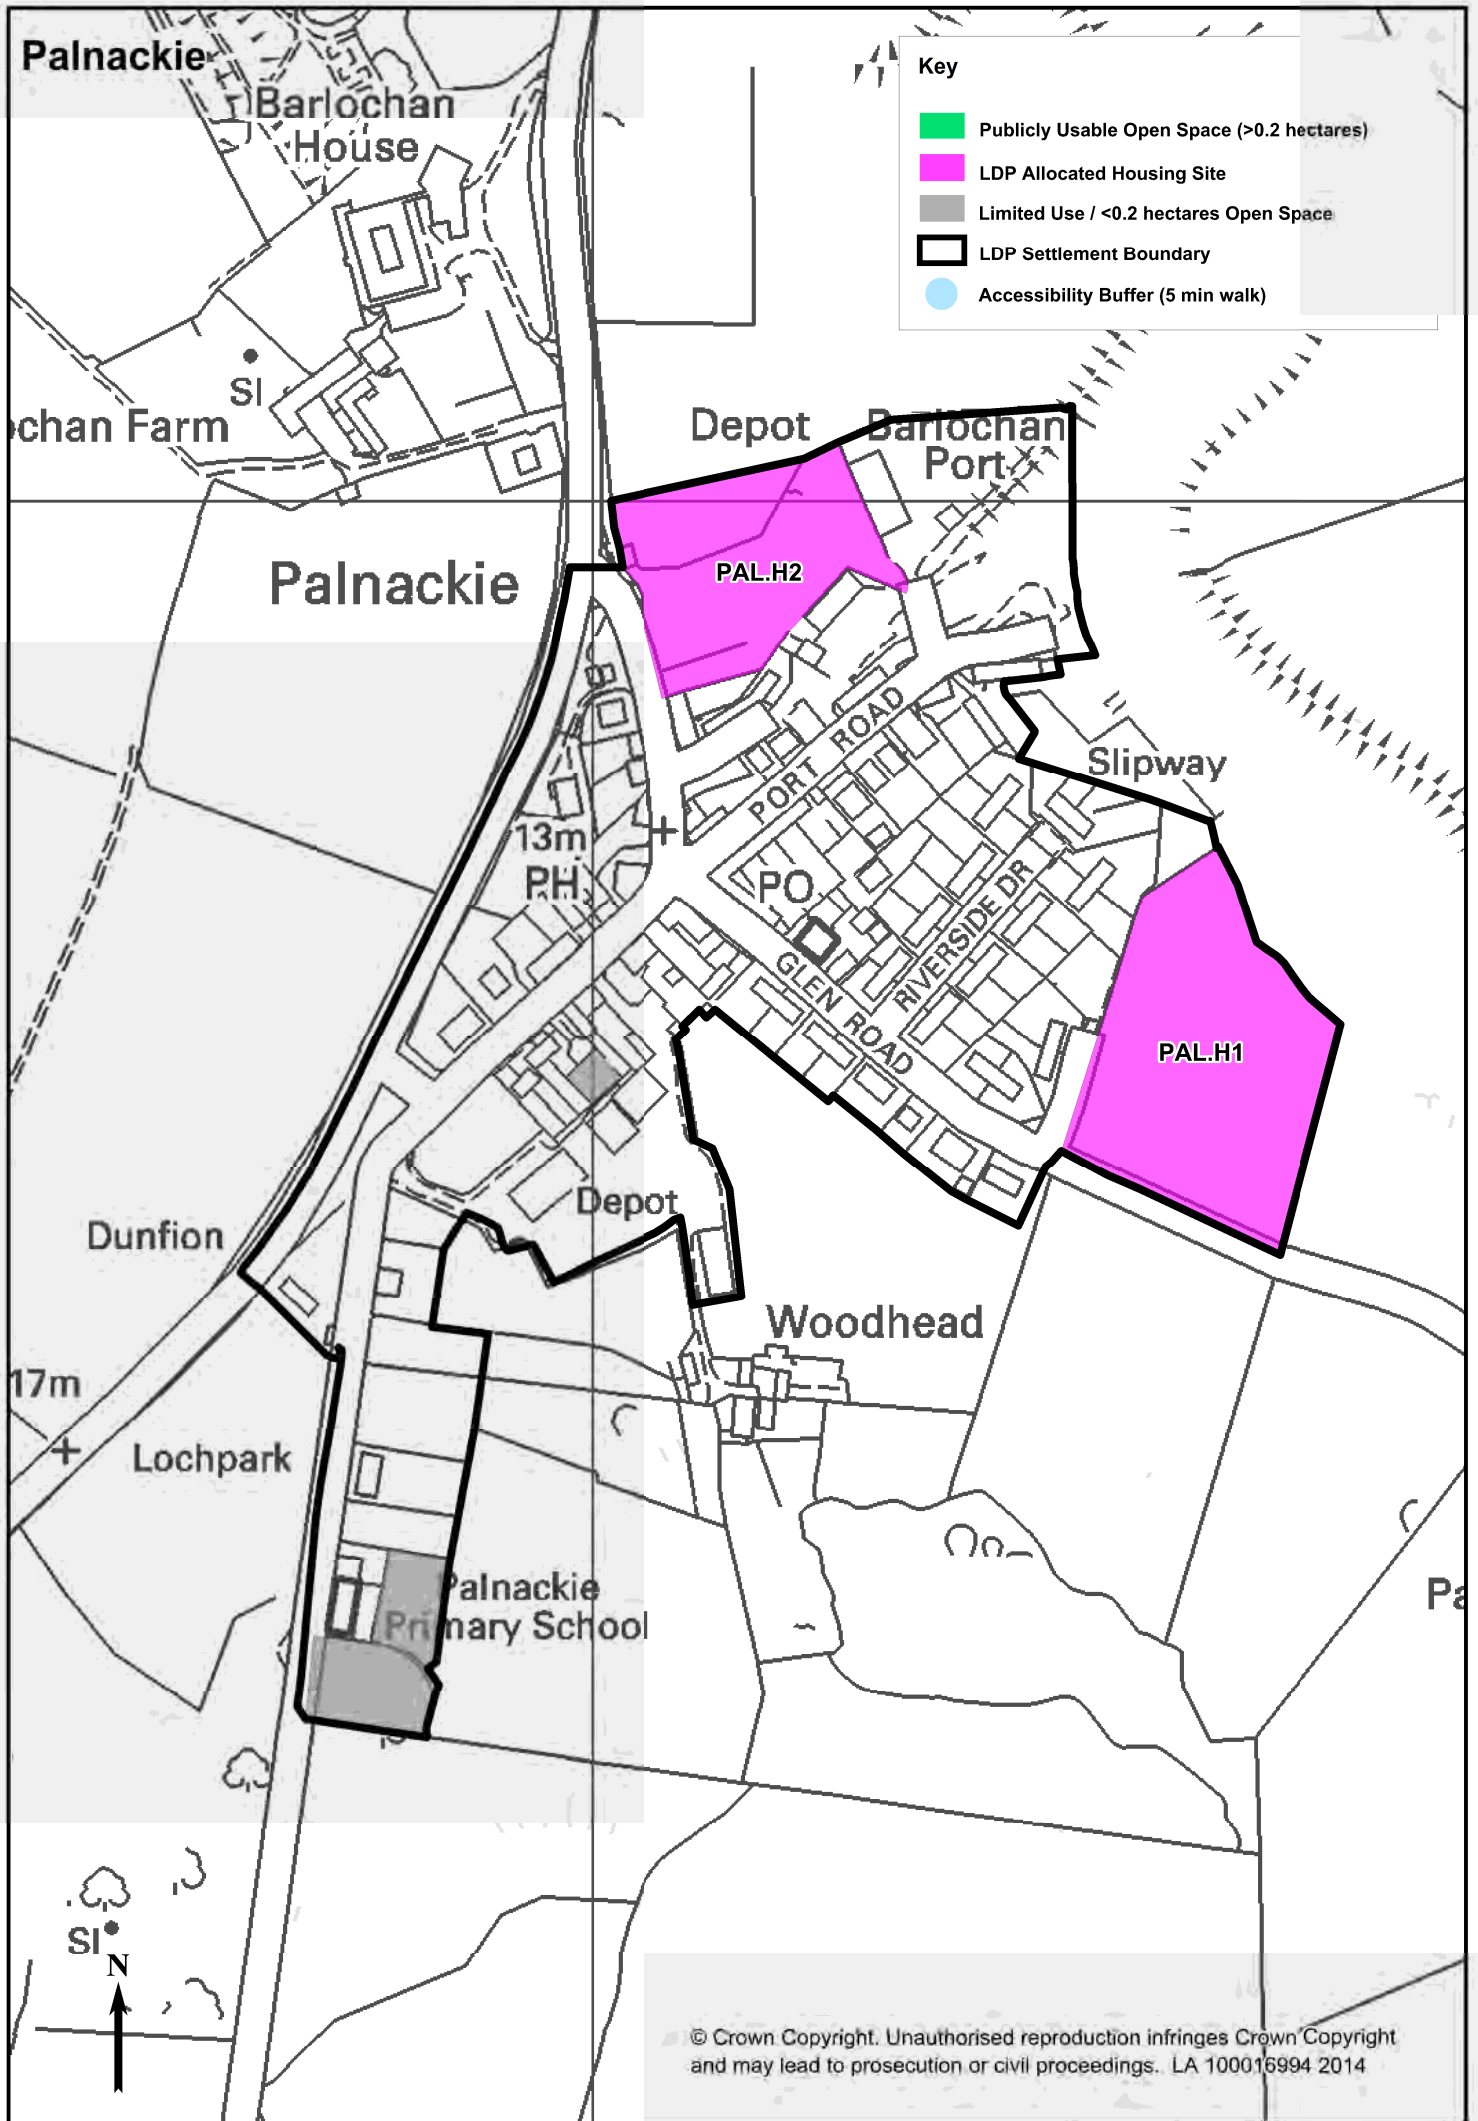 Palnackie
Key
Publicly Usable Open Space (>0.2 hectares)
LDP Allocated Housing Site
Limited Use / <0.2 hectares Open Space
LDP Settlement Boundary
Accessibility Buffer (5 min walk)
Barlochan
House
SI
ochan Farm
Depot
Barlochan
Port
Palnackie
PAL.H2
PORT ROAD
Slipway
13m
PH
PO
RIVERSIDE DR
GLEN ROAD
PAL.H1
Depot
Dunfion
Woodhead
17m
Lochpark
Palnackie
Primary School
Pa
SI
N
© Crown Copyright. Unauthorised reproduction infringes Crown Copyright
and may lead to prosecution or civil proceedings. LA 100016994 2014